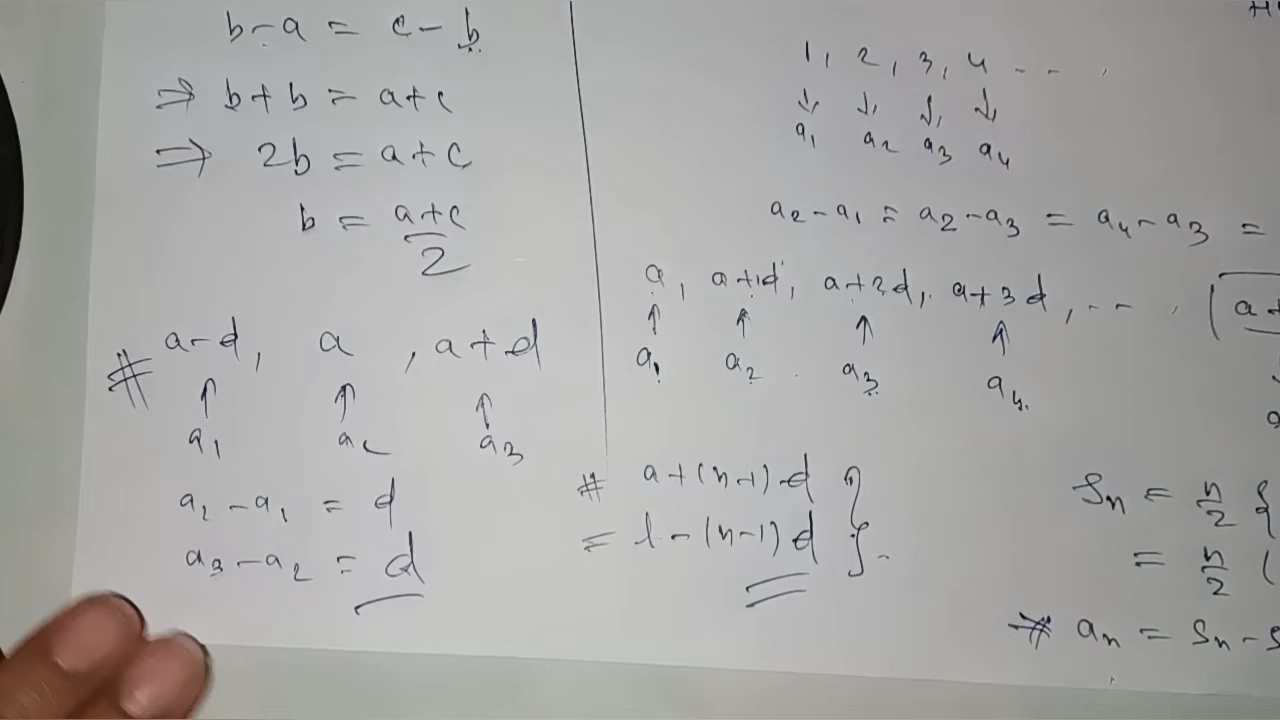 b - a = c - b
⇒ b + b = a + c
⇒ 2b = a + c
b = a+c / 2
# a-d, a, a+d
↑ ↑ ↑
a1 a2 a3
a2 - a1 = d
a3 - a2 = d
1, 2, 3, 4 - - ,
↓, ↓, ↓, ↓,
a1 a2 a3 a4
a2 - a1 = a2 - a3 = a4 - a3 =
a, a+1d, a+2d, a+3d, - - . a+
↑ ↑ ↑ ↑
a1 a2 a3 a4
# a + (n-1) d }
= l - (n-1) d }
Sn = n/2 {
= n/2 (
* an = Sn - S